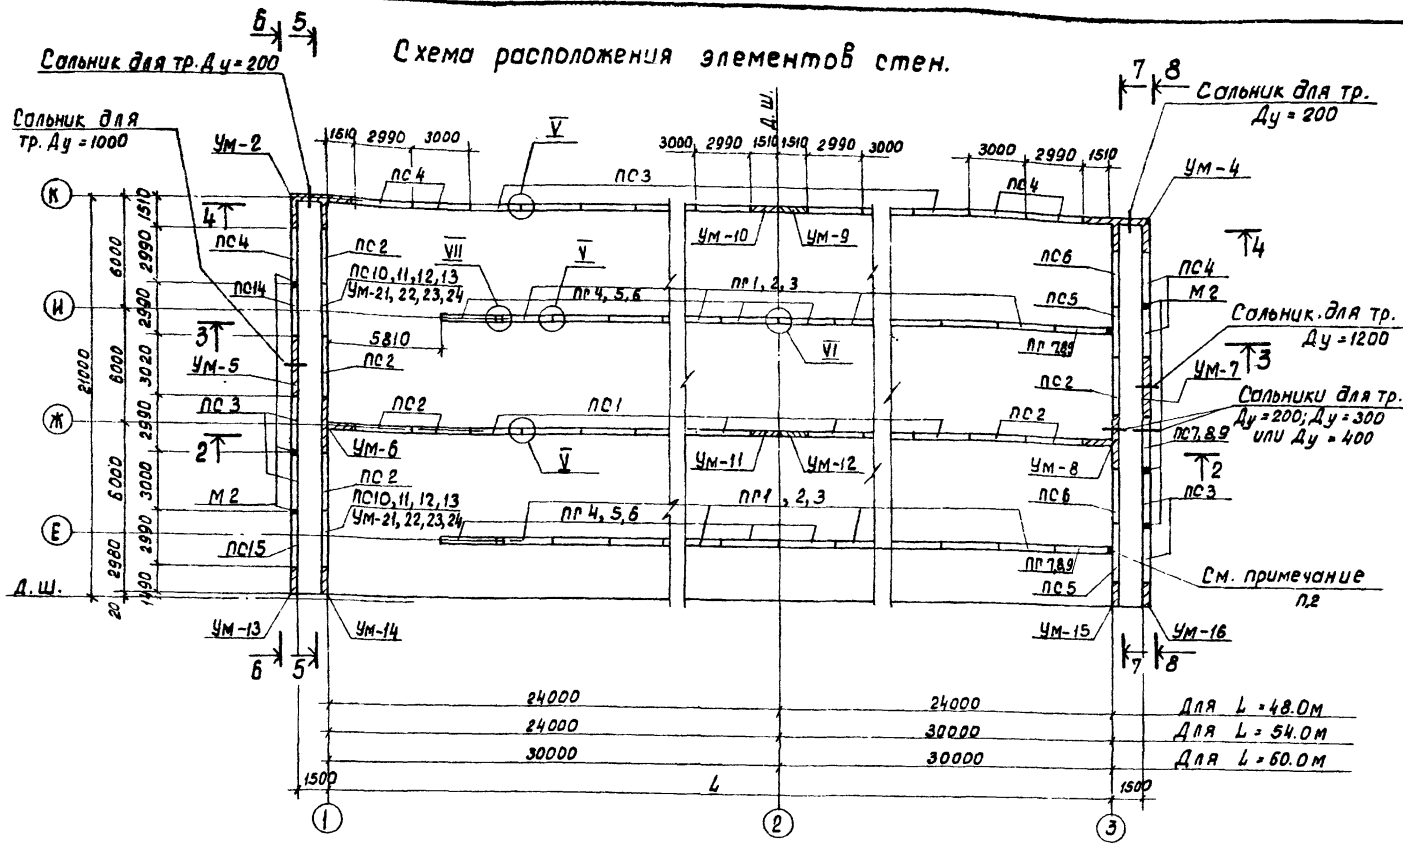 6 5
Схема расположения элементов стен.
Сальник для тр. Ду=200
Сальник для
тр. Ду=1000
Ум-2
1510 2990 3000
V
Д.Ш.
3000 2990 1510 1510 2990 3000
3000 2990 1510
7 8
Сальник для тр.
Ду=200
Ум-4
К
ПС4
ПС3
ПС4
4
Ум-10
Ум-9
4
ПС4
ПС2
VII
V
ПС6
ПС4
ПС14
ПС10,11,12,13
Ум-21,22,23,24
ПГ4,5,6
ПГ1,2,3
ПС5
М2
И
3
5810
VI
ПГ7,8,9
Сальник для тр.
Ду=1200
3
Ум-5
ПС2
ПС2
Ум-7
Сальники для тр.
Ду=200; Ду=300
или Ду=400
ПС3
ПС2
ПС1
ПС2
Ж
2
Ум-6
V
Ум-11
Ум-12
Ум-8
ПС7,8,9
2
М2
ПС2
ПС10,11,12,13
Ум-21,22,23,24
ПГ4,5,6
ПГ1,2,3
ПС6
ПС3
Е
ПС15
ПГ7,8,9
ПС5
См. примечание
п.2
Д.Ш.
21000
6000 6000 6000 2980 20
1510 2990 2990 3020 2990 3000 2990 1490
Ум-13
Ум-14
Ум-15
Ум-16
6 5
7 8
24000 24000 Для L=48.0м
24000 30000 Для L=54.0м
30000 30000 Для L=60.0м
1500 L 1500
1 2 3